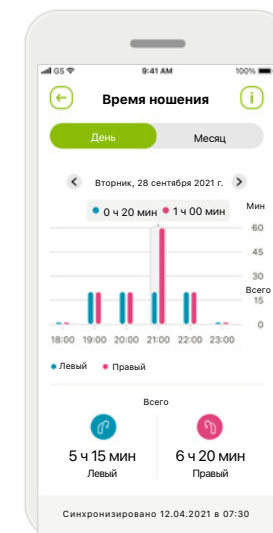 GS 9:41 AM 100%
Время ношения
День Месяц
Вторник, 28 сентября 2021 г.
0 ч 20 мин 1 ч 00 мин Мин
60
45
30
Всего
15
0
18:00 19:00 20:00 21:00 22:00 23:00
Левый Правый
Всего
5 ч 15 мин 6 ч 20 мин
Левый Правый
Синхронизировано 12.04.2021 в 07:30